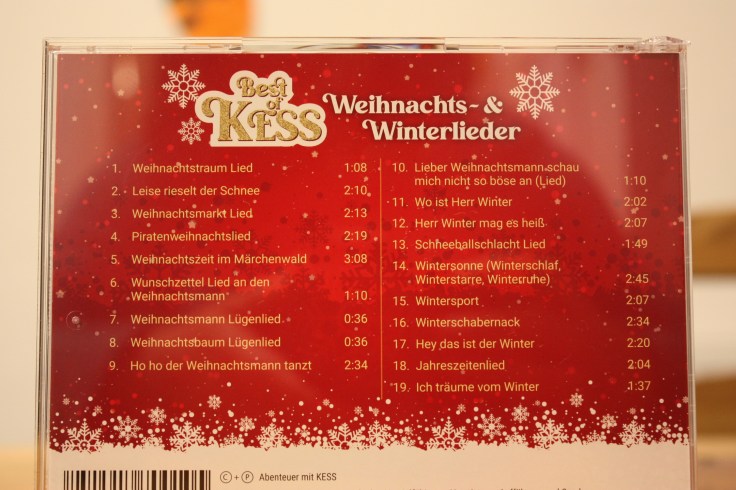 Best
of
KESS
Weihnachts- &
Winterlieder
1. Weihnachtstraum Lied 1:08
2. Leise rieselt der Schnee 2:10
3. Weihnachtsmarkt Lied 2:13
4. Piratenweihnachtslied 2:19
5. Weihnachtszeit im Märchenwald 3:08
6. Wunschzettel Lied an den
Weihnachtsmann 1:10
7. Weihnachtsmann Lügenlied 0:36
8. Weihnachtsbaum Lügenlied 0:36
9. Ho ho der Weihnachtsmann tanzt 2:34
10. Lieber Weihnachtsmann schau
mich nicht so böse an (Lied) 1:10
11. Wo ist Herr Winter 2:02
12. Herr Winter mag es heiß 2:07
13. Scheeballschlacht Lied 1:49
14. Wintersonne (Winterschlaf,
Winterstarre, Winterruhe) 2:45
15. Wintersport 2:07
16. Winterschabernack 2:34
17. Hey das ist der Winter 2:20
18. Jahreszeitenlied 2:04
19. Ich träume vom Winter 1:37
Ⓒ + Ⓟ Abenteuer mit KESS